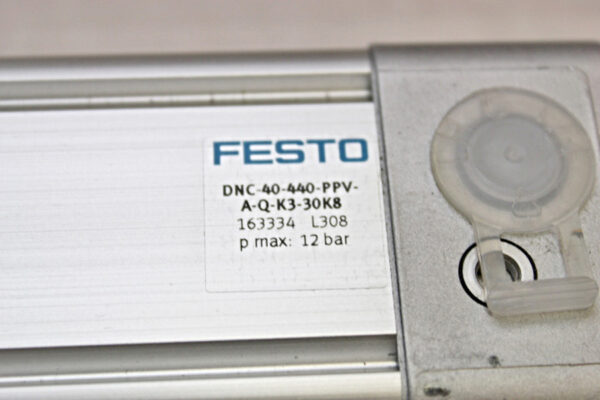 FESTO
DNC-40-440-PPV-
A-Q-K3-30K8
163334 L308
p max: 12 bar